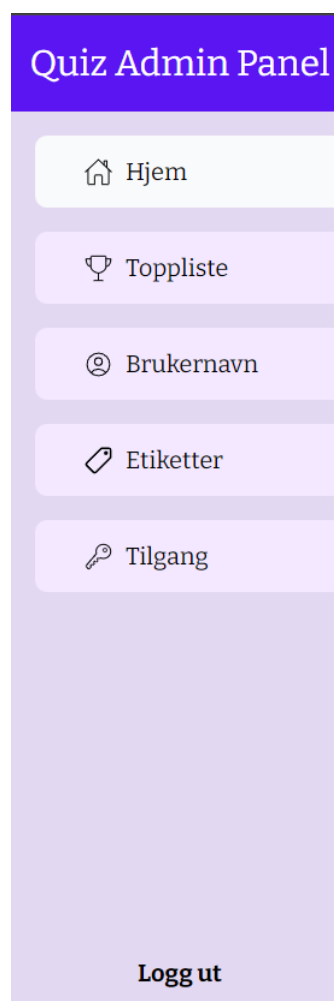 Quiz Admin Panel
Hjem
Toppliste
Brukernavn
Etiketter
Tilgang
Logg ut